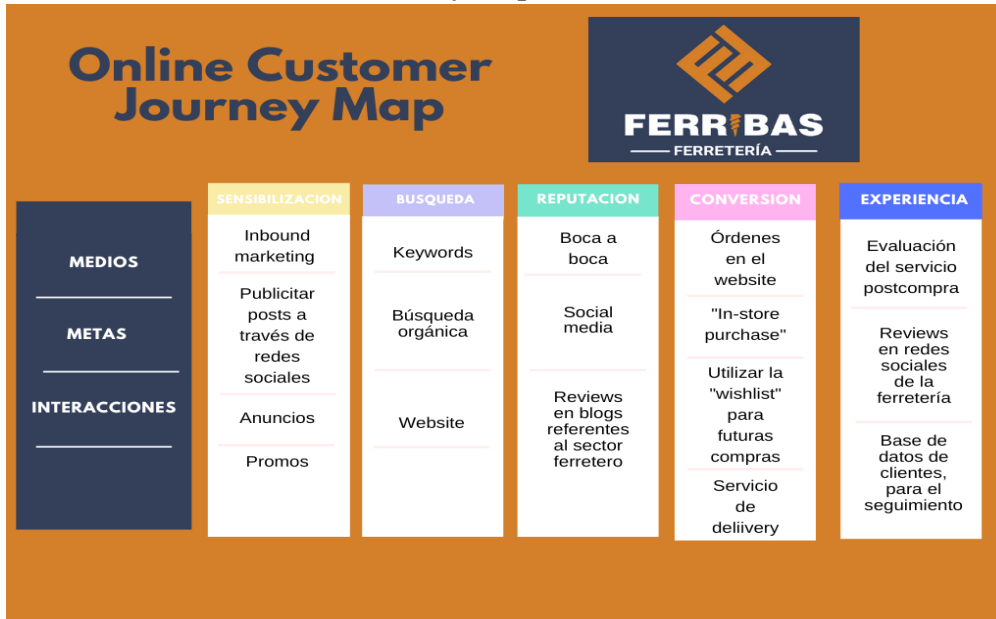 Online Customer
Journey Map
FERRIBAS
FERRETERÍA
MEDIOS
METAS
INTERACCIONES
SENSIBILIZACION
Inbound
marketing
Publicitar
posts a
través de
redes
sociales
Anuncios
Promos
BUSQUEDA
Keywords
Búsqueda
orgánica
Website
REPUTACION
Boca a
boca
Social
media
Reviews
en blogs
referentes
al sector
ferretero
CONVERSION
Órdenes
en el
website
"In-store
purchase"
Utilizar la
"wishlist"
para
futuras
compras
Servicio
de
deliivery
EXPERIENCIA
Evaluación
del servicio
postcompra
Reviews
en redes
sociales
de la
ferretería
Base de
datos de
clientes,
para el
seguimiento